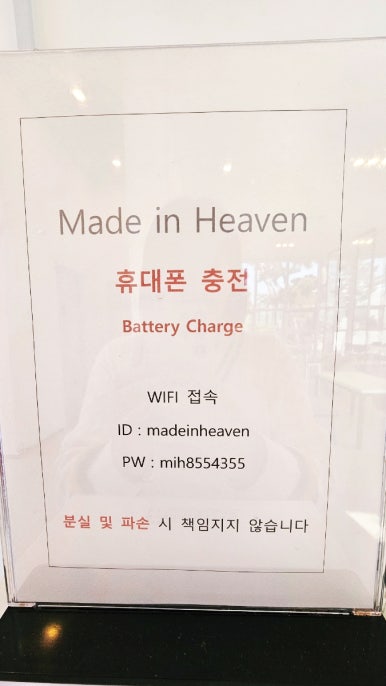 Made in Heaven
휴대폰 충전
Battery Charge
WIFI 접속
ID : madeinheaven
PW : mih8554355
분실 및 파손 시 책임지지 않습니다